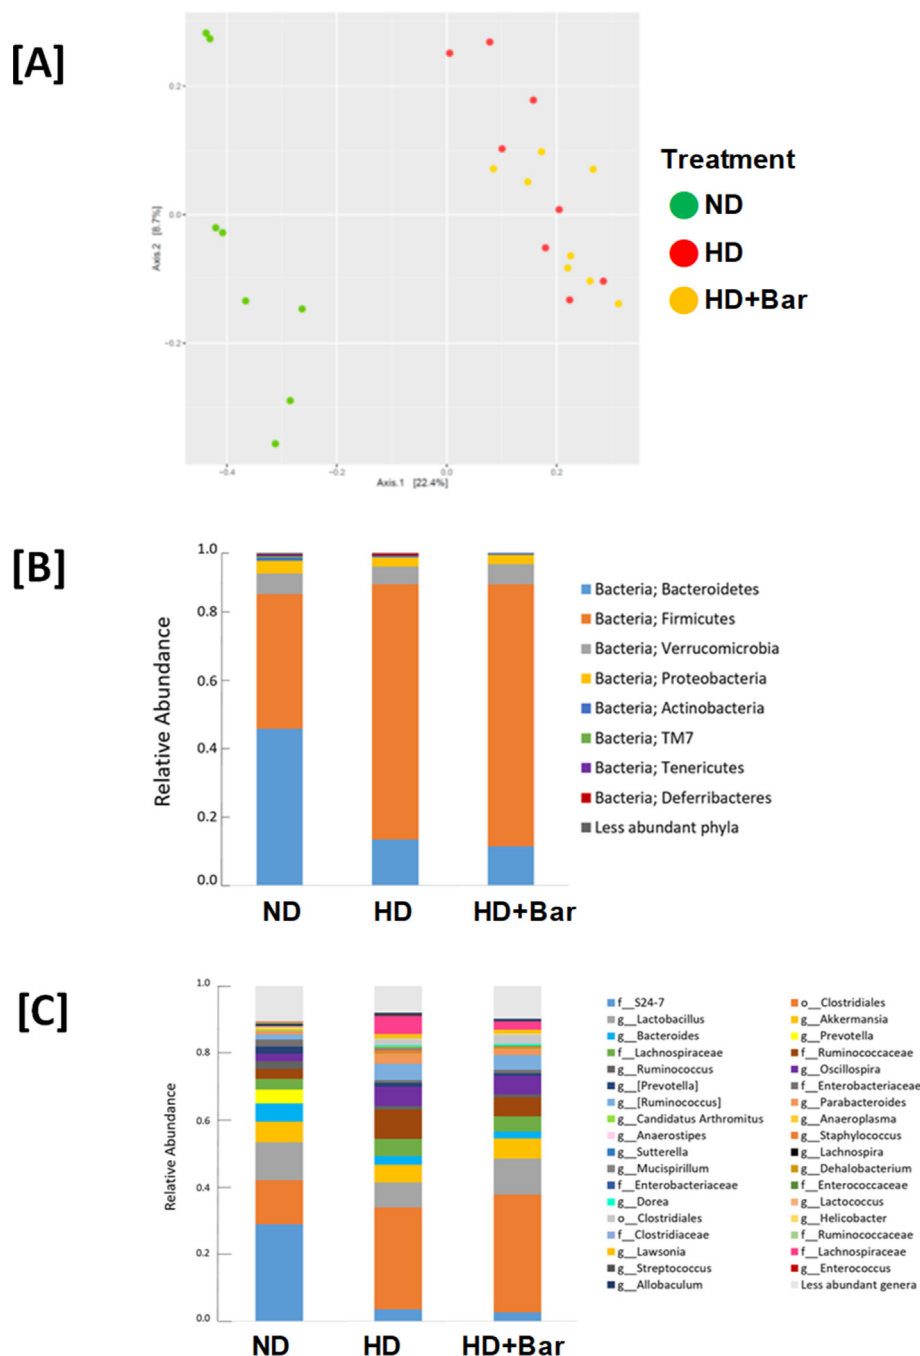 [A]
0.2
0.0
−0.2
Axis.2 [8.7%]
−0.4
−0.2
0.0
0.2
Axis.1 [22.4%]
Treatment
ND
HD
HD+Bar
[B]
Relative Abundance
1.0
0.8
0.6
0.4
0.2
0.0
ND
HD
HD+Bar
Bacteria; Bacteroidetes
Bacteria; Firmicutes
Bacteria; Verrucomicrobia
Bacteria; Proteobacteria
Bacteria; Actinobacteria
Bacteria; TM7
Bacteria; Tenericutes
Bacteria; Deferribacteres
Less abundant phyla
[C]
Relative Abundance
1.0
0.8
0.6
0.4
0.2
0.0
ND
HD
HD+Bar
f__S24-7
g__Lactobacillus
g__Bacteroides
f__Lachnospiraceae
g__Ruminococcus
g__[Prevotella]
g__[Ruminococcus]
g__Candidatus Arthromitus
g__Anaerostipes
g__Sutterella
g__Mucispirillum
f__Enterobacteriaceae
g__Dorea
o__Clostridiales
f__Clostridiaceae
g__Lawsonia
g__Streptococcus
g__Allobaculum
o__Clostridiales
g__Akkermansia
g__Prevotella
f__Ruminococcaceae
g__Oscillospira
f__Enterobacteriaceae
g__Parabacteroides
g__Anaeroplasma
g__Staphylococcus
g__Lachnospira
g__Dehalobacterium
f__Enterococcaceae
g__Lactococcus
g__Helicobacter
f__Ruminococcaceae
f__Lachnospiraceae
g__Enterococcus
Less abundant genera